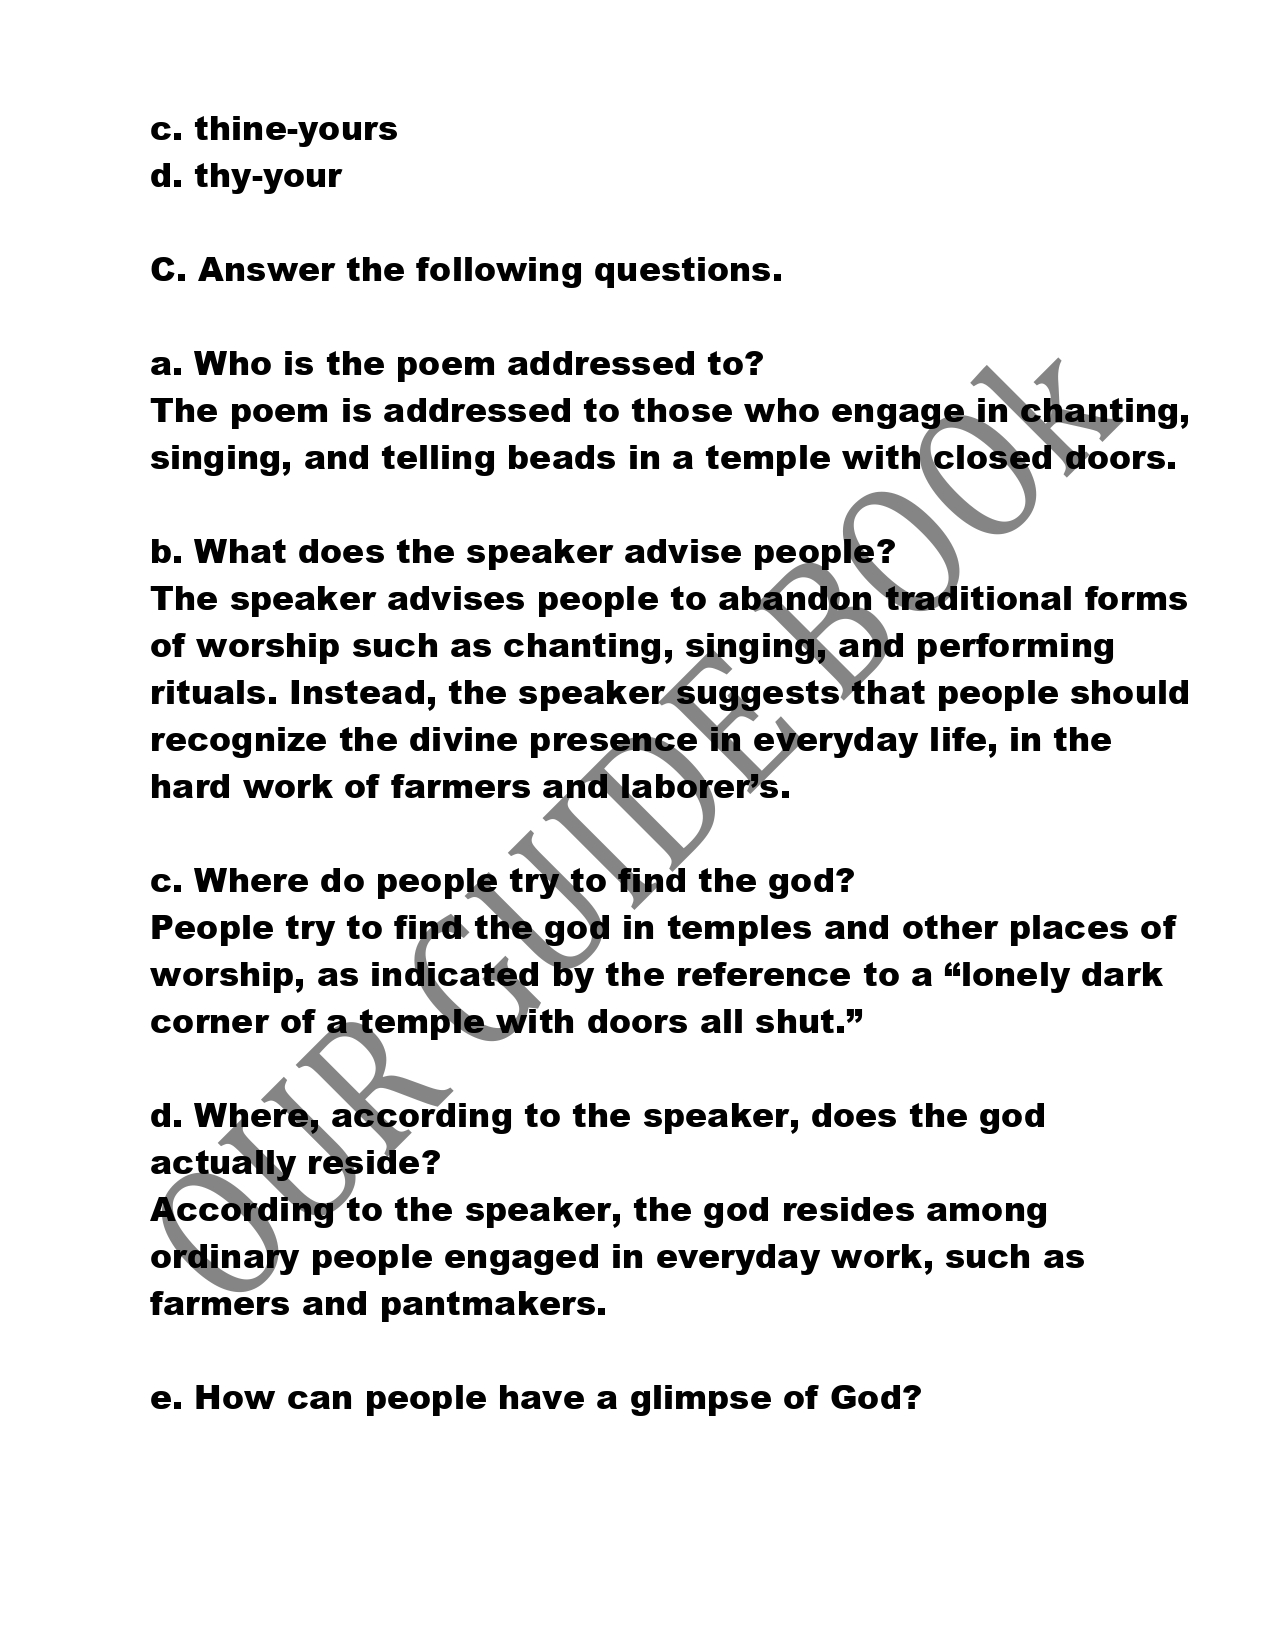 c. thine-yours
d. thy-your
C. Answer the following questions.
a. Who is the poem addressed to?
The poem is addressed to those who engage in chanting,
singing, and telling beads in a temple with closed doors.
b. What does the speaker advise people?
The speaker advises people to abandon traditional forms
of worship such as chanting, singing, and performing
rituals. Instead, the speaker suggests that people should
recognize the divine presence in everyday life, in the
hard work of farmers and laborer’s.
c. Where do people try to find the god?
People try to find the god in temples and other places of
worship, as indicated by the reference to a “lonely dark
corner of a temple with doors all shut.”
d. Where, according to the speaker, does the god
actually reside?
According to the speaker, the god resides among
ordinary people engaged in everyday work, such as
farmers and pantmakers.
e. How can people have a glimpse of God?
OUR GUIDE BOOk